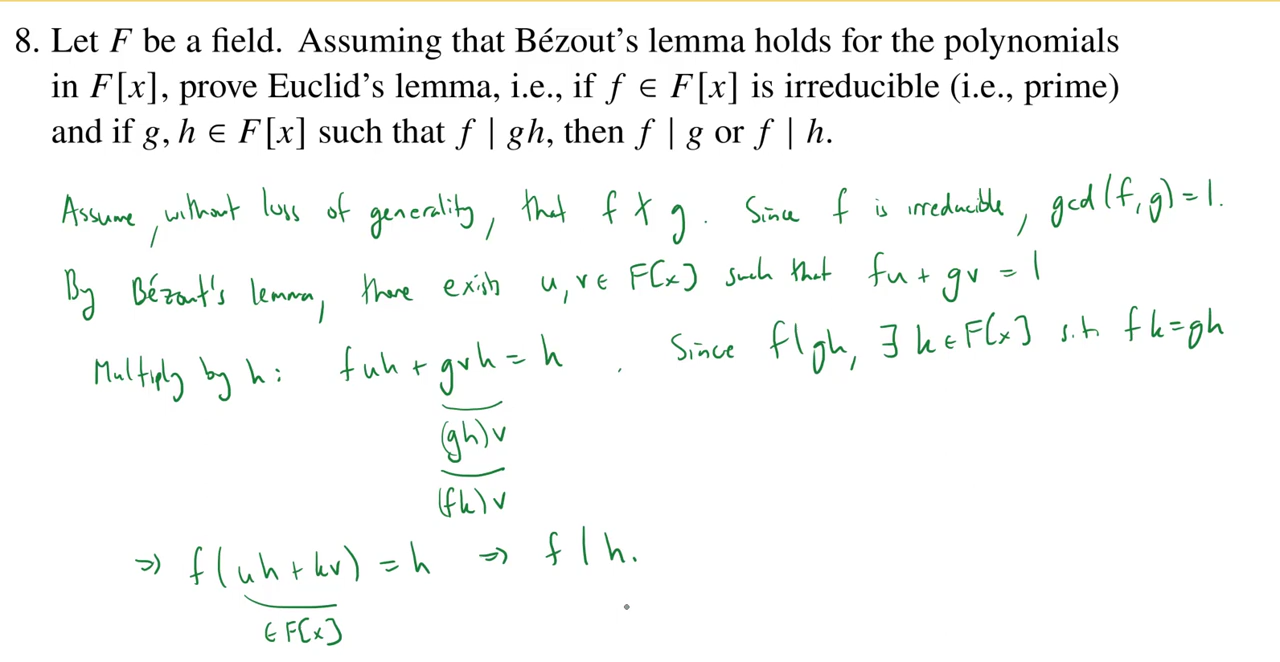 8. Let F be a field. Assuming that Bézout's lemma holds for the polynomials
in F[x], prove Euclid's lemma, i.e., if f ∈ F[x] is irreducible (i.e., prime)
and if g, h ∈ F[x] such that f | gh, then f | g or f | h.
Assume, without loss of generality, that f ∤ g. Since f is irreducible, gcd(f,g)=1.
By Bézout's lemma, there exist u, v ∈ F[x] such that fu + gv = 1
Multiply by h: fuh + gvh = h. Since f|gh, ∃ k ∈ F[x] s.th fk=gh
(gh)v
(fk)v
⇒ f(uh + kv) = h ⇒ f | h.
∈ F[x]